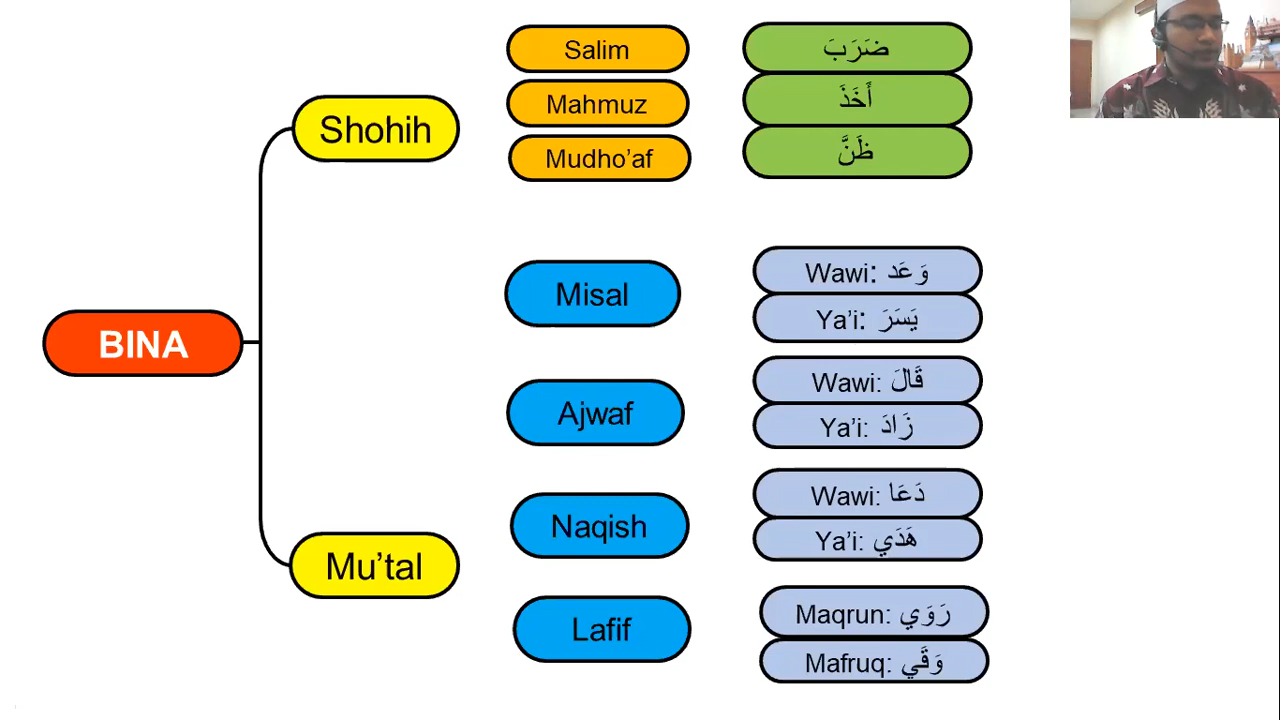 BINA
Shohih
Salim
ضَرَبَ
Mahmuz
أَخَذَ
Mudho’af
ظَنَّ
Mu’tal
Misal
Wawi: وَعَد
Ya’i: يَسَرَ
Ajwaf
Wawi: قَالَ
Ya’i: زَادَ
Naqish
Wawi: دَعَا
Ya’i: هَدَي
Lafif
Maqrun: رَوَي
Mafruq: وَقَي